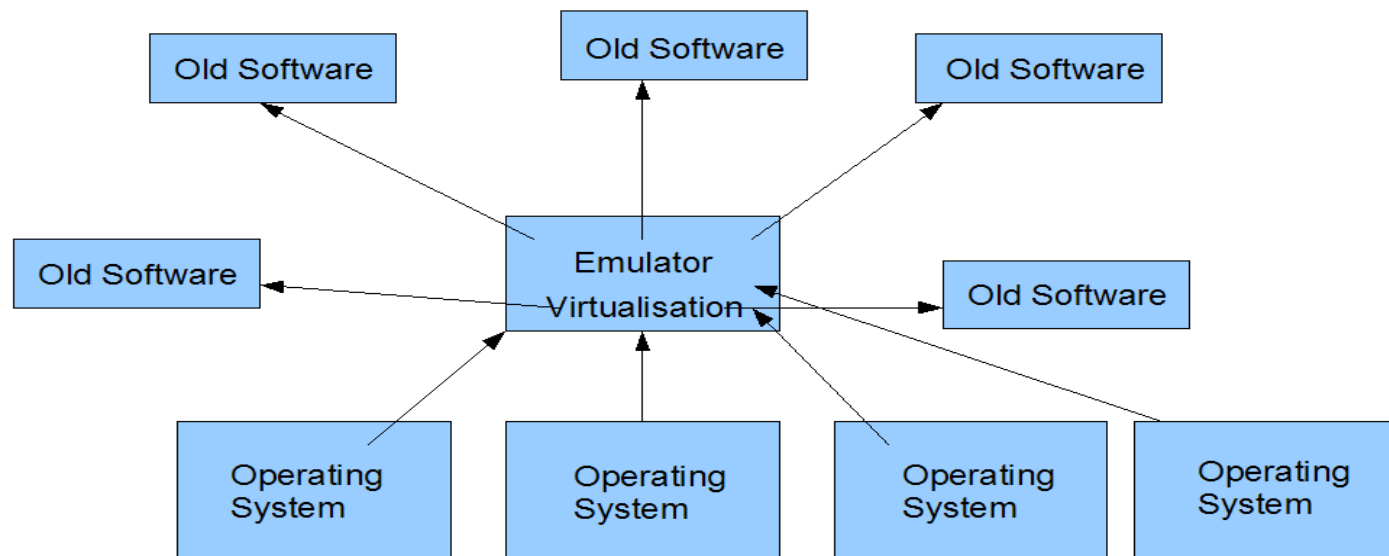 Old Software
Old Software
Old Software
Old Software
Emulator
Virtualisation
Old Software
Operating
System
Operating
System
Operating
System
Operating
System